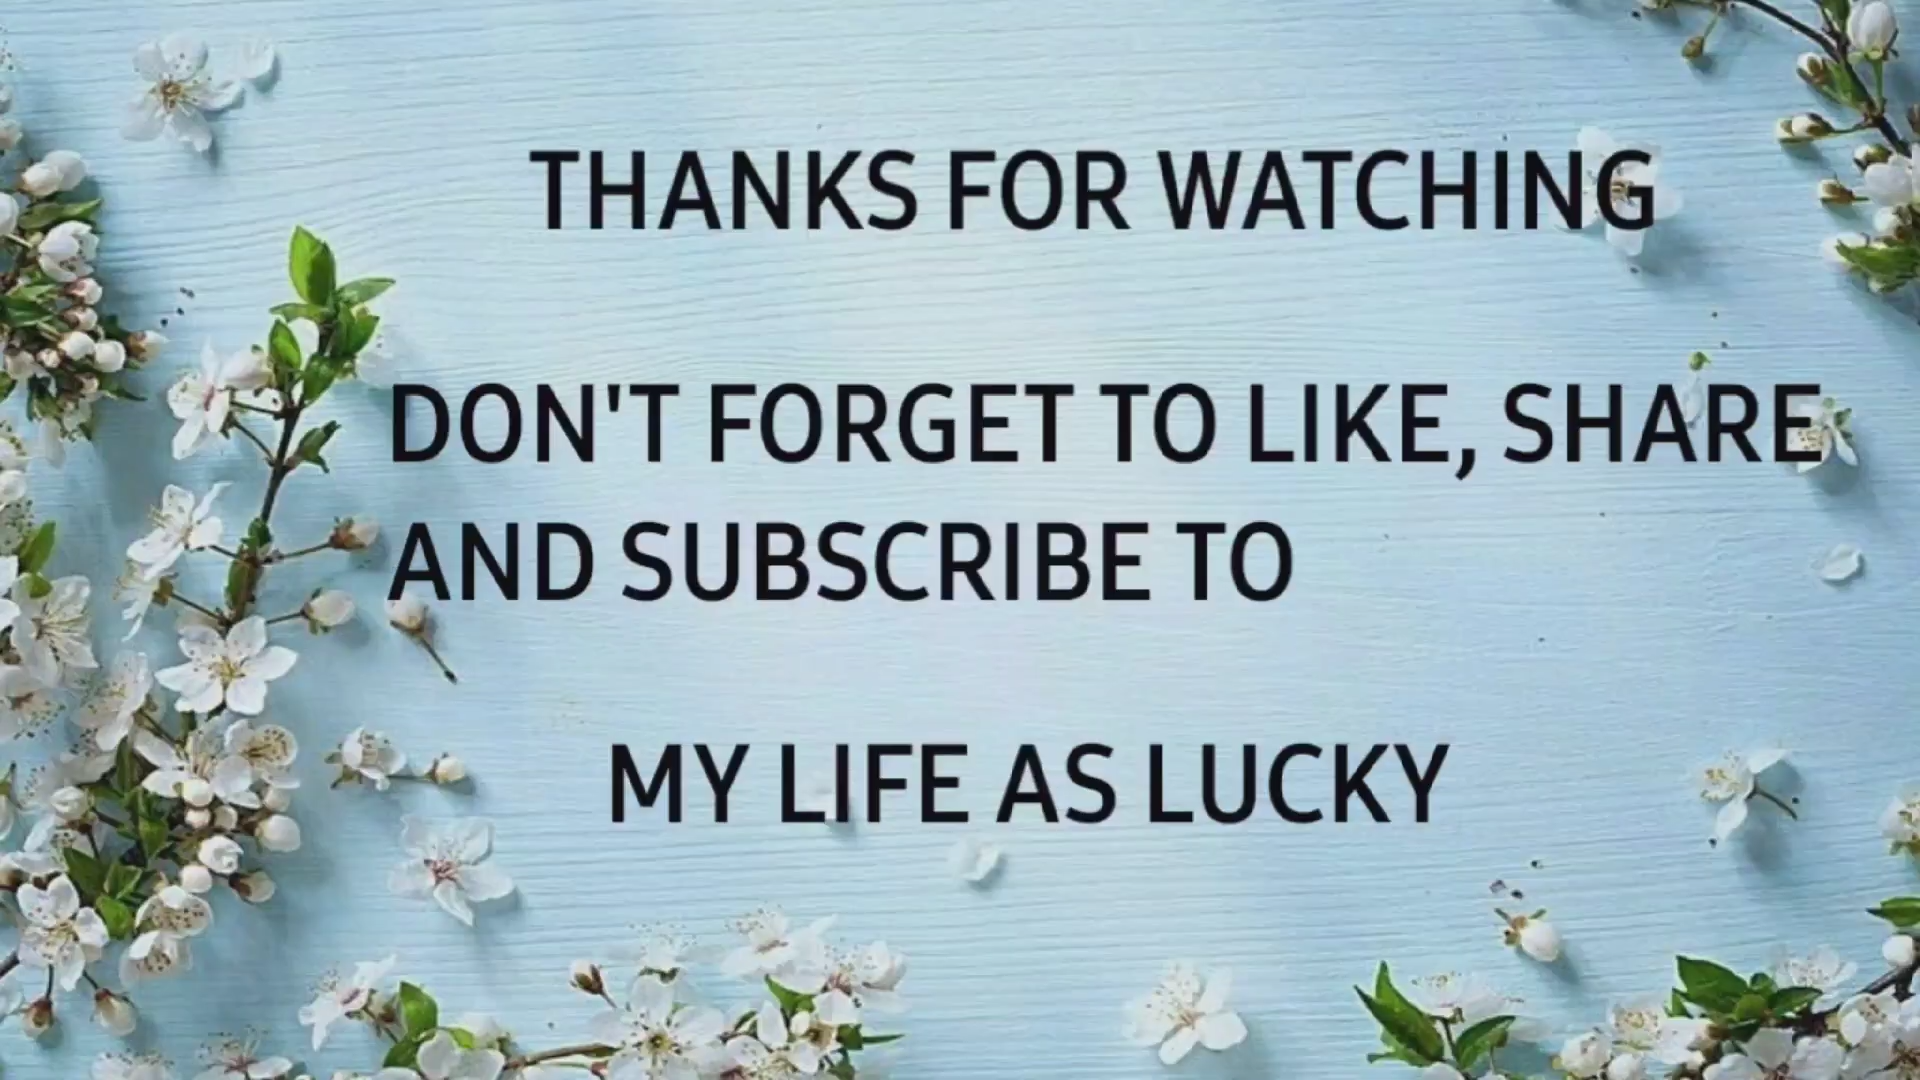 THANKS FOR WATCHING
DON'T FORGET TO LIKE, SHARE
AND SUBSCRIBE TO
MY LIFE AS LUCKY